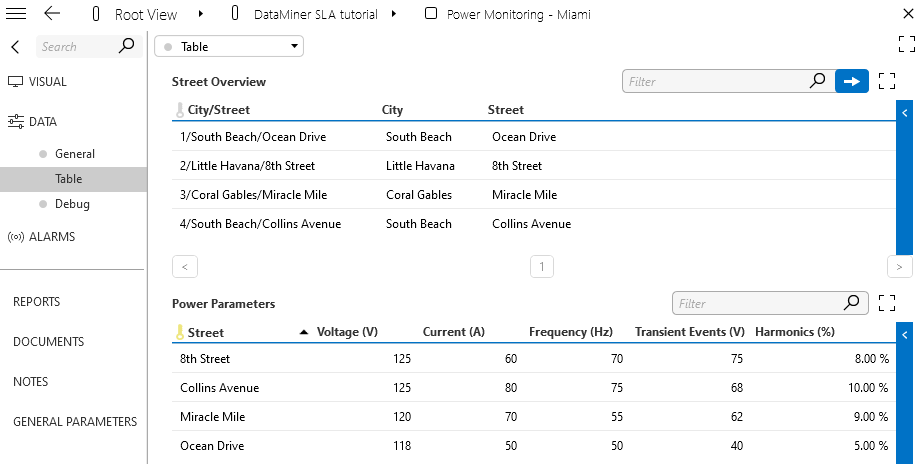 Root View DataMiner SLA tutorial Power Monitoring - Miami
Search
Table
VISUAL
Street Overview
Filter
City/Street City Street
DATA
1/South Beach/Ocean Drive South Beach Ocean Drive
General
2/Little Havana/8th Street Little Havana 8th Street
Table
3/Coral Gables/Miracle Mile Coral Gables Miracle Mile
Debug
4/South Beach/Collins Avenue South Beach Collins Avenue
ALARMS
< 1 >
REPORTS
Power Parameters
Filter
Street Voltage (V) Current (A) Frequency (Hz) Transient Events (V) Harmonics (%)
DOCUMENTS
8th Street 125 60 70 75 8.00 %
NOTES
Collins Avenue 125 80 75 68 10.00 %
GENERAL PARAMETERS
Miracle Mile 120 70 55 62 9.00 %
Ocean Drive 118 50 50 40 5.00 %